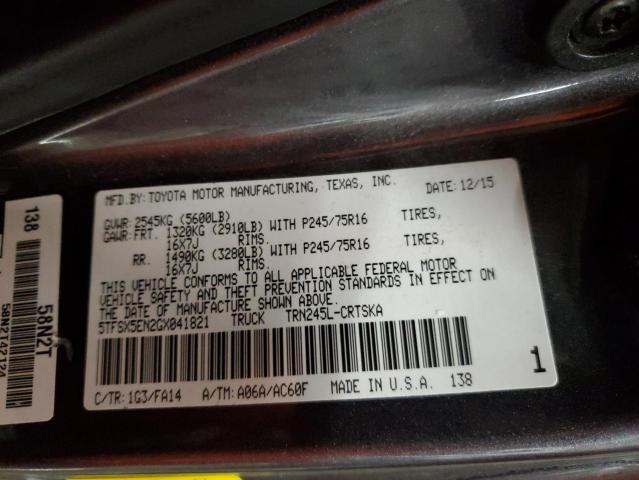 MFD.BY: TOYOTA MOTOR MANUFACTURING, TEXAS, INC. DATE: 12/15
GVWR: 2545KG (5600LB)
GAWR: FRT. 1320KG (2910LB) WITH P245/75R16 TIRES,
16X7J RIMS.
RR. 1490KG (3280LB) WITH P245/75R16 TIRES,
16X7J RIMS.
THIS VEHICLE CONFORMS TO ALL APPLICABLE FEDERAL MOTOR
VEHICLE SAFETY AND THEFT PREVENTION STANDARDS IN EFFECT ON
THE DATE OF MANUFACTURE SHOWN ABOVE.
5TFSX5EN2GX041821 TRUCK TRN245L-CRTSKA
1
C/TR: 1G3/FA14 A/TM: A06A/AC60F MADE IN U.S.A. 138
138
58N2T
58N2T42124